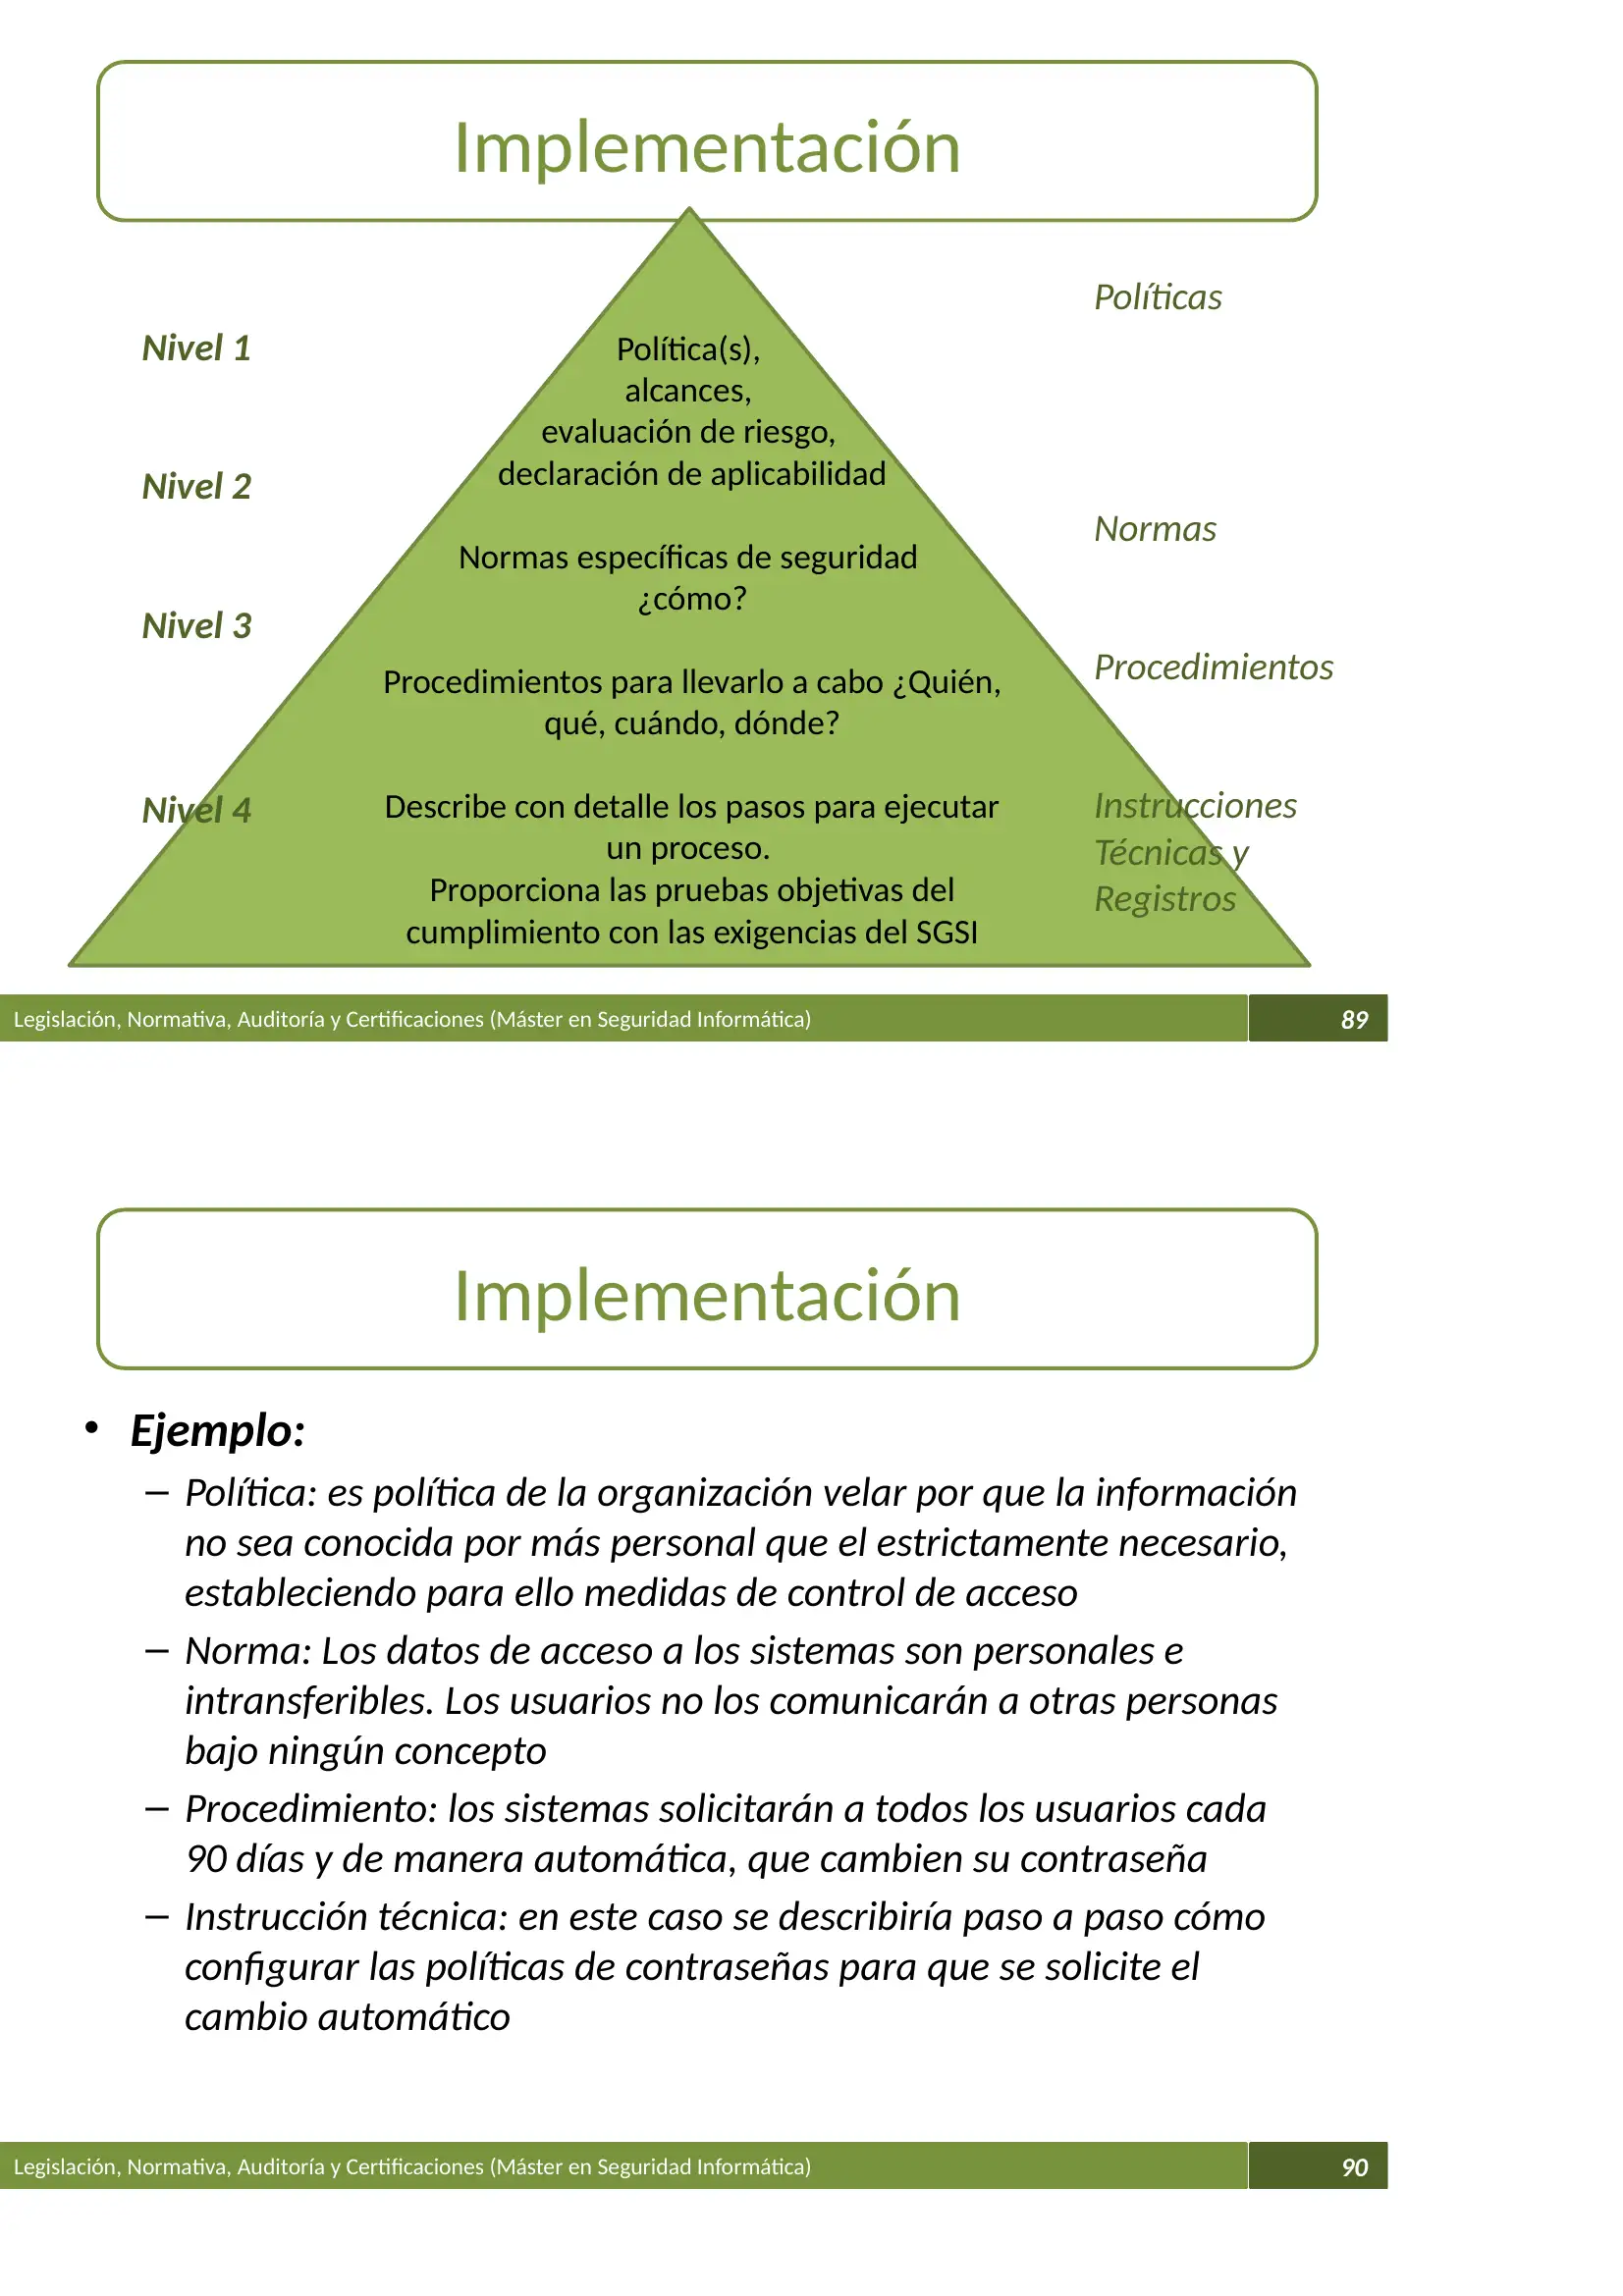 Implementación
Políticas
Nivel 1
Política(s),
alcances,
evaluación de riesgo,
declaración de aplicabilidad
Nivel 2
Normas
Normas específicas de seguridad
¿cómo?
Nivel 3
Procedimientos
Procedimientos para llevarlo a cabo ¿Quién,
qué, cuándo, dónde?
Nivel 4
Describe con detalle los pasos para ejecutar
un proceso.
Proporciona las pruebas objetivas del
cumplimiento con las exigencias del SGSI
Instrucciones
Técnicas y
Registros
Legislación, Normativa, Auditoría y Certificaciones (Máster en Seguridad Informática)
89
Implementación
• Ejemplo:
– Política: es política de la organización velar por que la información
no sea conocida por más personal que el estrictamente necesario,
estableciendo para ello medidas de control de acceso
– Norma: Los datos de acceso a los sistemas son personales e
intransferibles. Los usuarios no los comunicarán a otras personas
bajo ningún concepto
– Procedimiento: los sistemas solicitarán a todos los usuarios cada
90 días y de manera automática, que cambien su contraseña
– Instrucción técnica: en este caso se describiría paso a paso cómo
configurar las políticas de contraseñas para que se solicite el
cambio automático
Legislación, Normativa, Auditoría y Certificaciones (Máster en Seguridad Informática)
90